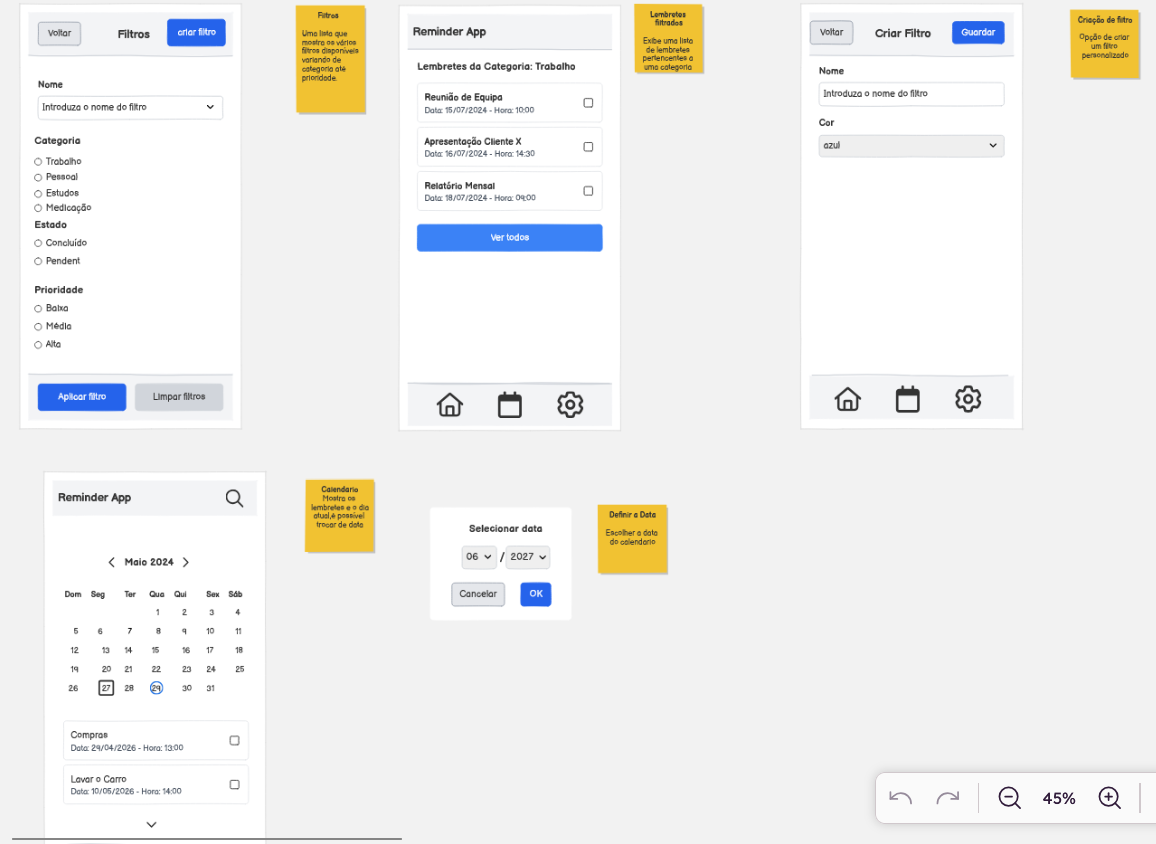 Voltar
Filtros
criar filtro
Nome
Introduza o nome do filtro
Categoria
Trabalho
Pessoal
Estudos
Medicação
Estado
Concluído
Pendent
Prioridade
Baixa
Média
Alta
Aplicar filtro
Limpar filtros
Filtros
Uma lista que
mostra os vários
filtros disponíveis
variando de
categoria até
prioridade.
Reminder App
Lembretes da Categoria: Trabalho
Reunião de Equipa
Data: 15/07/2024 - Hora: 10:00
Apresentação Cliente X
Data: 16/07/2024 - Hora: 14:30
Relatório Mensal
Data: 18/07/2024 - Hora: 09:00
Ver todos
Lembretes
filtrados
Exibe uma lista
de lembretes
pertencentes a
uma categoria
Voltar
Criar Filtro
Guardar
Nome
Introduza o nome do filtro
Cor
azul
Criação de filtro
Opção de criar
um filtro
personalizado
Reminder App
Maio 2024
Dom Seg Ter Qua Qui Sex Sáb
1 2 3 4
5 6 7 8 9 10 11
12 13 14 15 16 17 18
19 20 21 22 23 24 25
26 27 28 29 30 31
Compras
Data: 29/04/2026 - Hora: 13:00
Lavar o Carro
Data: 10/05/2026 - Hora: 14:00
Calendario
Mostra os
lembretes e o dia
atual,é possível
trocar de data
Selecionar data
06 / 2027
Cancelar
OK
Definir a Data
Escolher a data
do calendario
45%